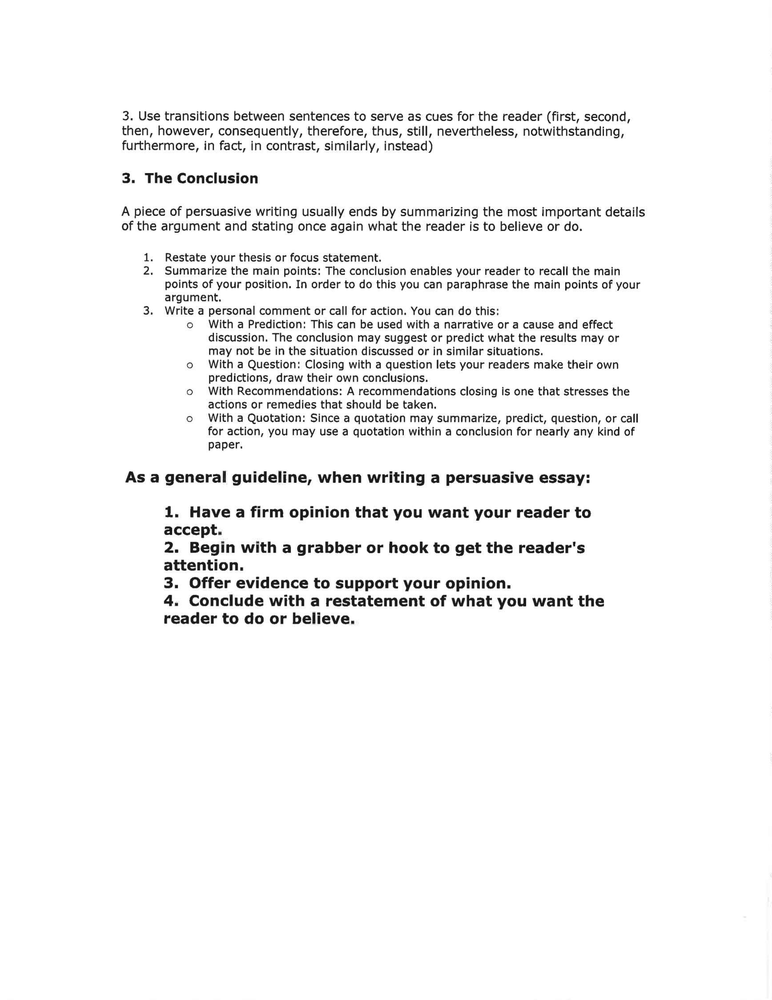 3. Use transitions between sentences to serve as cues for the reader (first, second,
then, however, consequently, therefore, thus, still, nevertheless, notwithstanding,
furthermore, in fact, in contrast, similarly, instead)
3. The Conclusion
A piece of persuasive writing usually ends by summarizing the most important details
of the argument and stating once again what the reader is to believe or do.
1. Restate your thesis or focus statement.
2. Summarize the main points: The conclusion enables your reader to recall the main
points of your position. In order to do this you can paraphrase the main points of your
argument.
3. Write a personal comment or call for action. You can do this:
o With a Prediction: This can be used with a narrative or a cause and effect
discussion. The conclusion may suggest or predict what the results may or
may not be in the situation discussed or in similar situations.
o With a Question: Closing with a question lets your readers make their own
predictions, draw their own conclusions.
o With Recommendations: A recommendations closing is one that stresses the
actions or remedies that should be taken.
o With a Quotation: Since a quotation may summarize, predict, question, or call
for action, you may use a quotation within a conclusion for nearly any kind of
paper.
As a general guideline, when writing a persuasive essay:
1. Have a firm opinion that you want your reader to
accept.
2. Begin with a grabber or hook to get the reader's
attention.
3. Offer evidence to support your opinion.
4. Conclude with a restatement of what you want the
reader to do or believe.